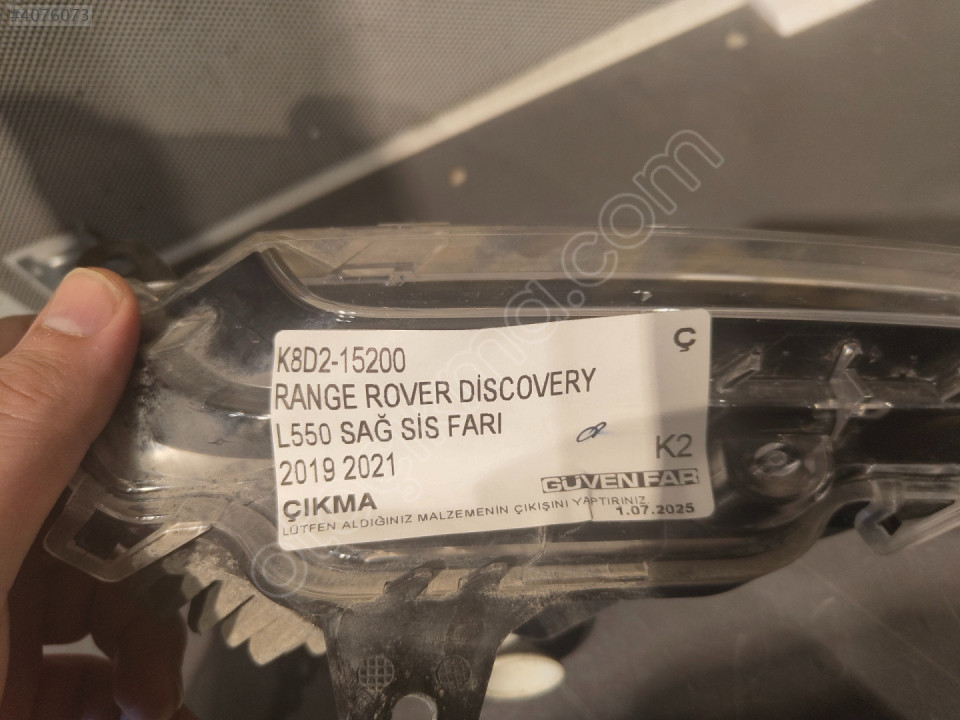 #4076073
K8D2-15200
Ç
RANGE ROVER DİSCOVERY
L550 SAĞ SİS FARI
K2
2019 2021
GÜVEN FAR
ÇIKMA
LÜTFEN ALDIĞINIZ MALZEMENİN ÇIKIŞINI YAPTIRINIZ
1.07.2025